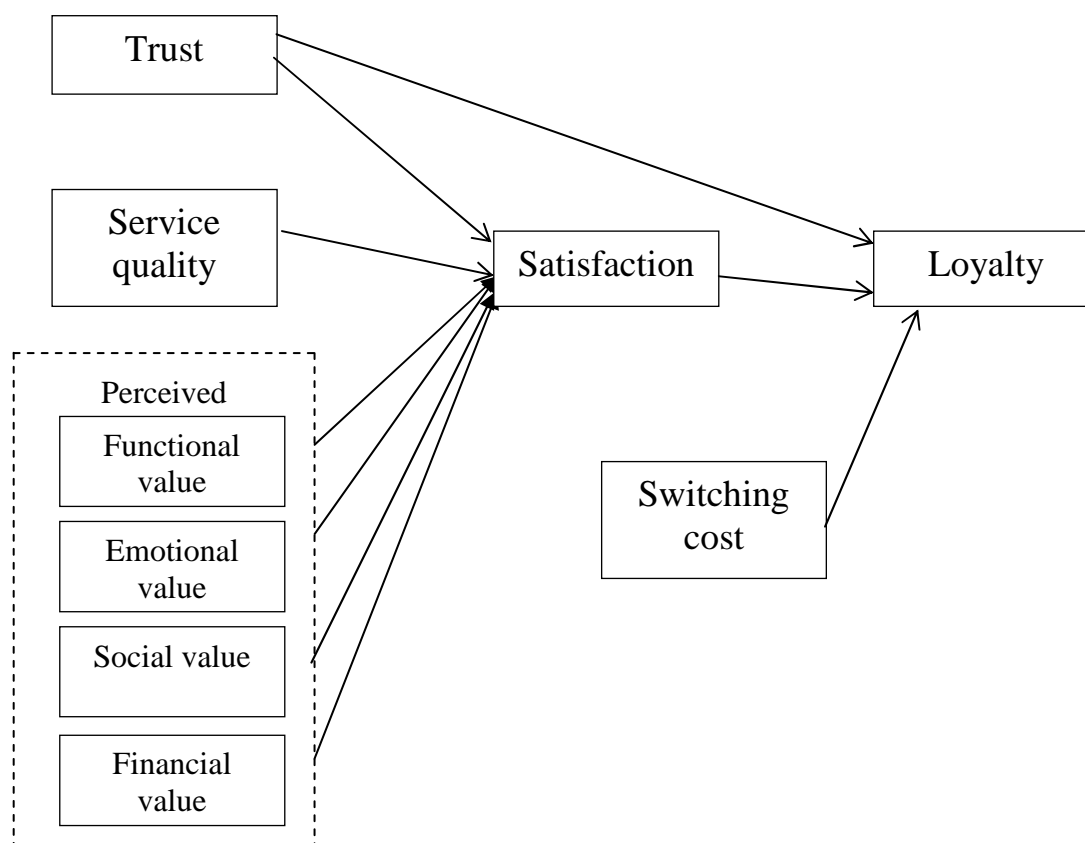 Trust
Service
quality
Satisfaction
Loyalty
Perceived
Functional
value
Emotional
value
Social value
Financial
value
Switching
cost